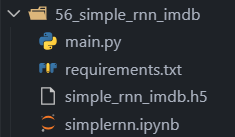 56_simple_rnn_imdb
main.py
requirements.txt
simple_rnn_imdb.h5
simplernn.ipynb